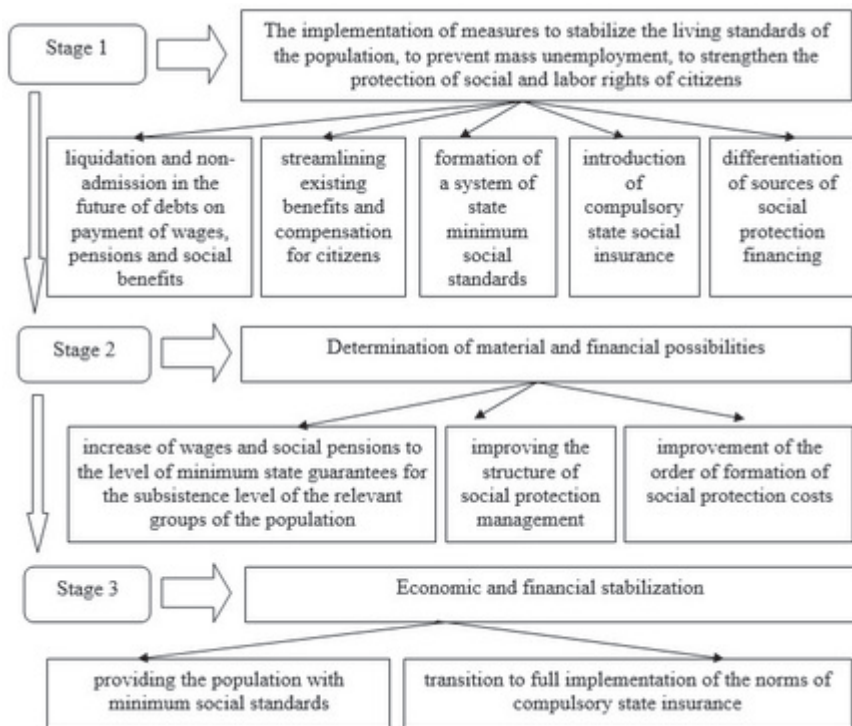 Stage 1
The implementation of measures to stabilize the living standards of
the population, to prevent mass unemployment, to strengthen the
protection of social and labor rights of citizens
liquidation and non-
admission in the
future of debts on
payment of wages,
pensions and social
benefits
streamlining
existing
benefits and
compensation
for citizens
formation of
a system of
state
minimum
social
standards
introduction
of
compulsory
state social
insurance
differentiation
of sources of
social
protection
financing
Stage 2
Determination of material and financial possibilities
increase of wages and social pensions to
the level of minimum state guarantees for
the subsistence level of the relevant
groups of the population
improving the
structure of
social protection
management
improvement of the
order of formation of
social protection costs
Stage 3
Economic and financial stabilization
providing the population with
minimum social standards
transition to full implementation of the norms of
compulsory state insurance